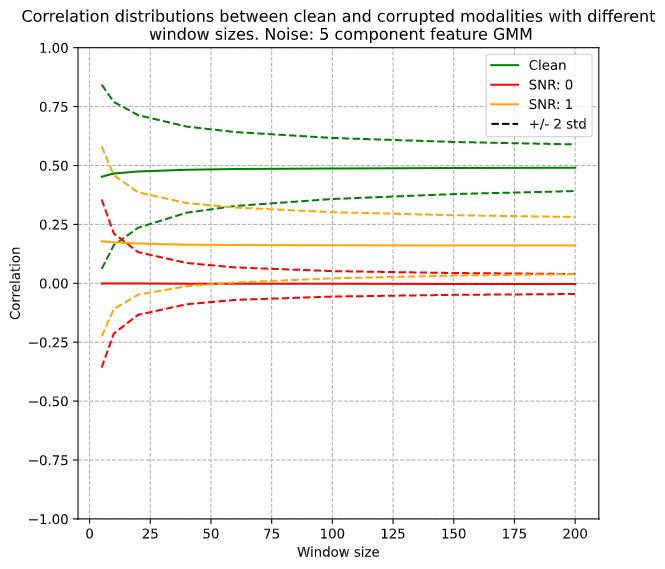 Correlation distributions between clean and corrupted modalities with different
window sizes. Noise: 5 component feature GMM
Clean
SNR: 0
SNR: 1
+/- 2 std
1.00
0.75
0.50
0.25
0.00
−0.25
−0.50
−0.75
−1.00
Correlation
0 25 50 75 100 125 150 175 200
Window size